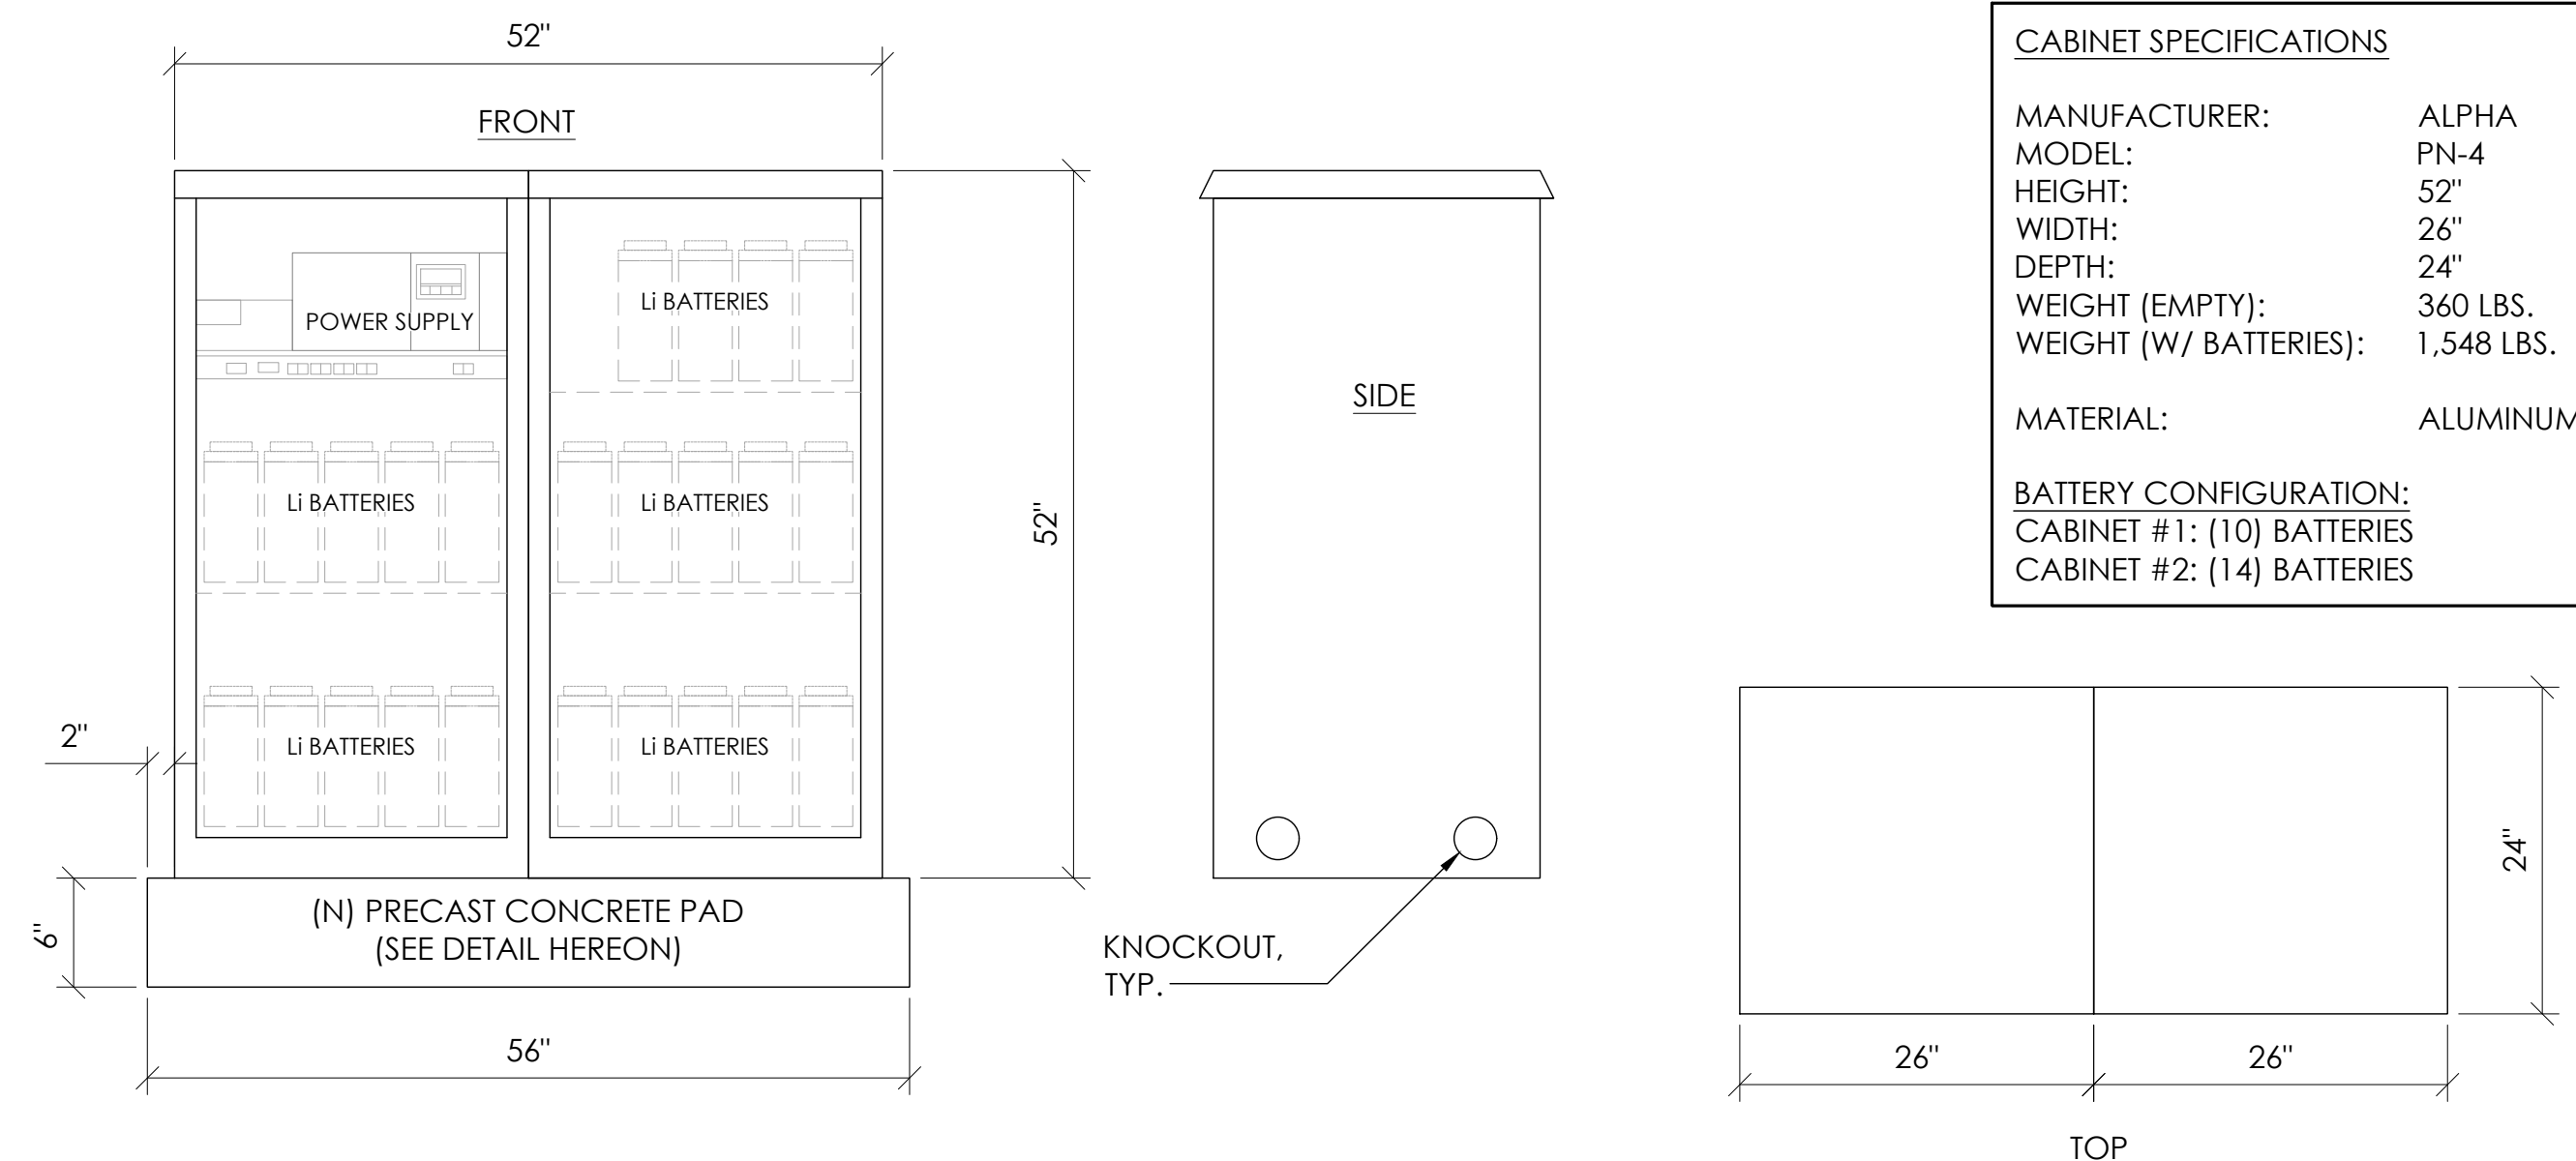 52"
FRONT
POWER SUPPLY
Li BATTERIES
Li BATTERIES
Li BATTERIES
Li BATTERIES
Li BATTERIES
52"
2"
6"
(N) PRECAST CONCRETE PAD
(SEE DETAIL HEREON)
56"
SIDE
KNOCKOUT,
TYP.
CABINET SPECIFICATIONS
MANUFACTURER: ALPHA
MODEL: PN-4
HEIGHT: 52"
WIDTH: 26"
DEPTH: 24"
WEIGHT (EMPTY): 360 LBS.
WEIGHT (W/ BATTERIES): 1,548 LBS.
MATERIAL: ALUMINUM
BATTERY CONFIGURATION:
CABINET #1: (10) BATTERIES
CABINET #2: (14) BATTERIES
24"
26" 26"
TOP